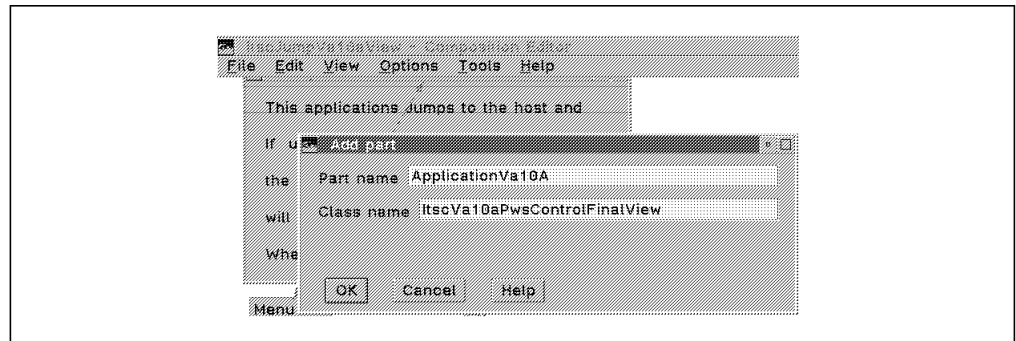 ItscJumpVa10aView - Composition Editor
File Edit View Options Tools Help
This applications Jumps to the host and
If u
Add part
the
Part name ApplicationVa10A
will
Class name ItscVa10aPwsControlFinalView
Whe
OK Cancel Help
Menu